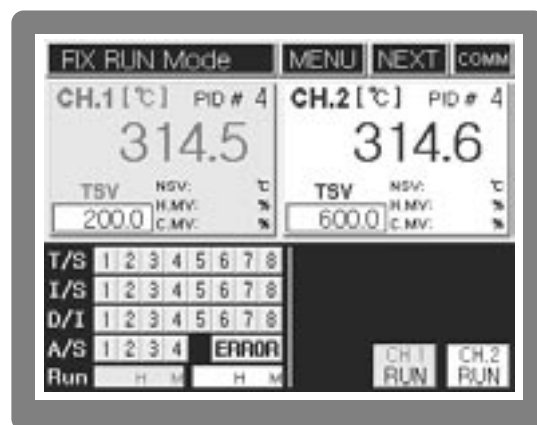 FIX RUN Mode MENU NEXT COMM
CH.1 [℃] PID # 4
314.5
TSV NSV: ℃
H.MV: %
200.0 C.MV: %
CH.2 [℃] PID # 4
314.6
TSV NSV: ℃
H.MV: %
600.0 C.MV: %
T/S 1 2 3 4 5 6 7 8
I/S 1 2 3 4 5 6 7 8
D/I 1 2 3 4 5 6 7 8
A/S 1 2 3 4 ERROR
Run H M H M
CH.1 RUN
CH.2 RUN